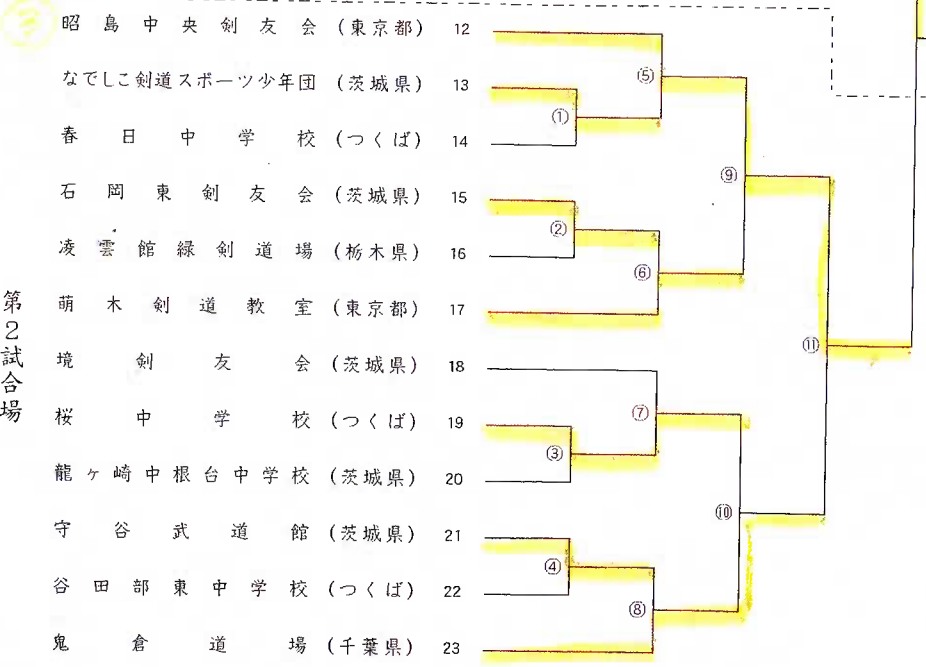 ③
昭島中央剣友会 (東京都) 12
なでしこ剣道スポーツ少年団 (茨城県) 13
春日中学校 (つくば) 14
石岡東剣友会 (茨城県) 15
凌雲館緑剣道場 (栃木県) 16
萌木剣道教室 (東京都) 17
境剣友会 (茨城県) 18
桜中学校 (つくば) 19
龍ヶ崎中根台中学校 (茨城県) 20
守谷武道館 (茨城県) 21
谷田部東中学校 (つくば) 22
鬼倉道場 (千葉県) 23
第2試合場
⑤
①
⑨
②
⑥
⑪
⑦
③
⑩
④
⑧